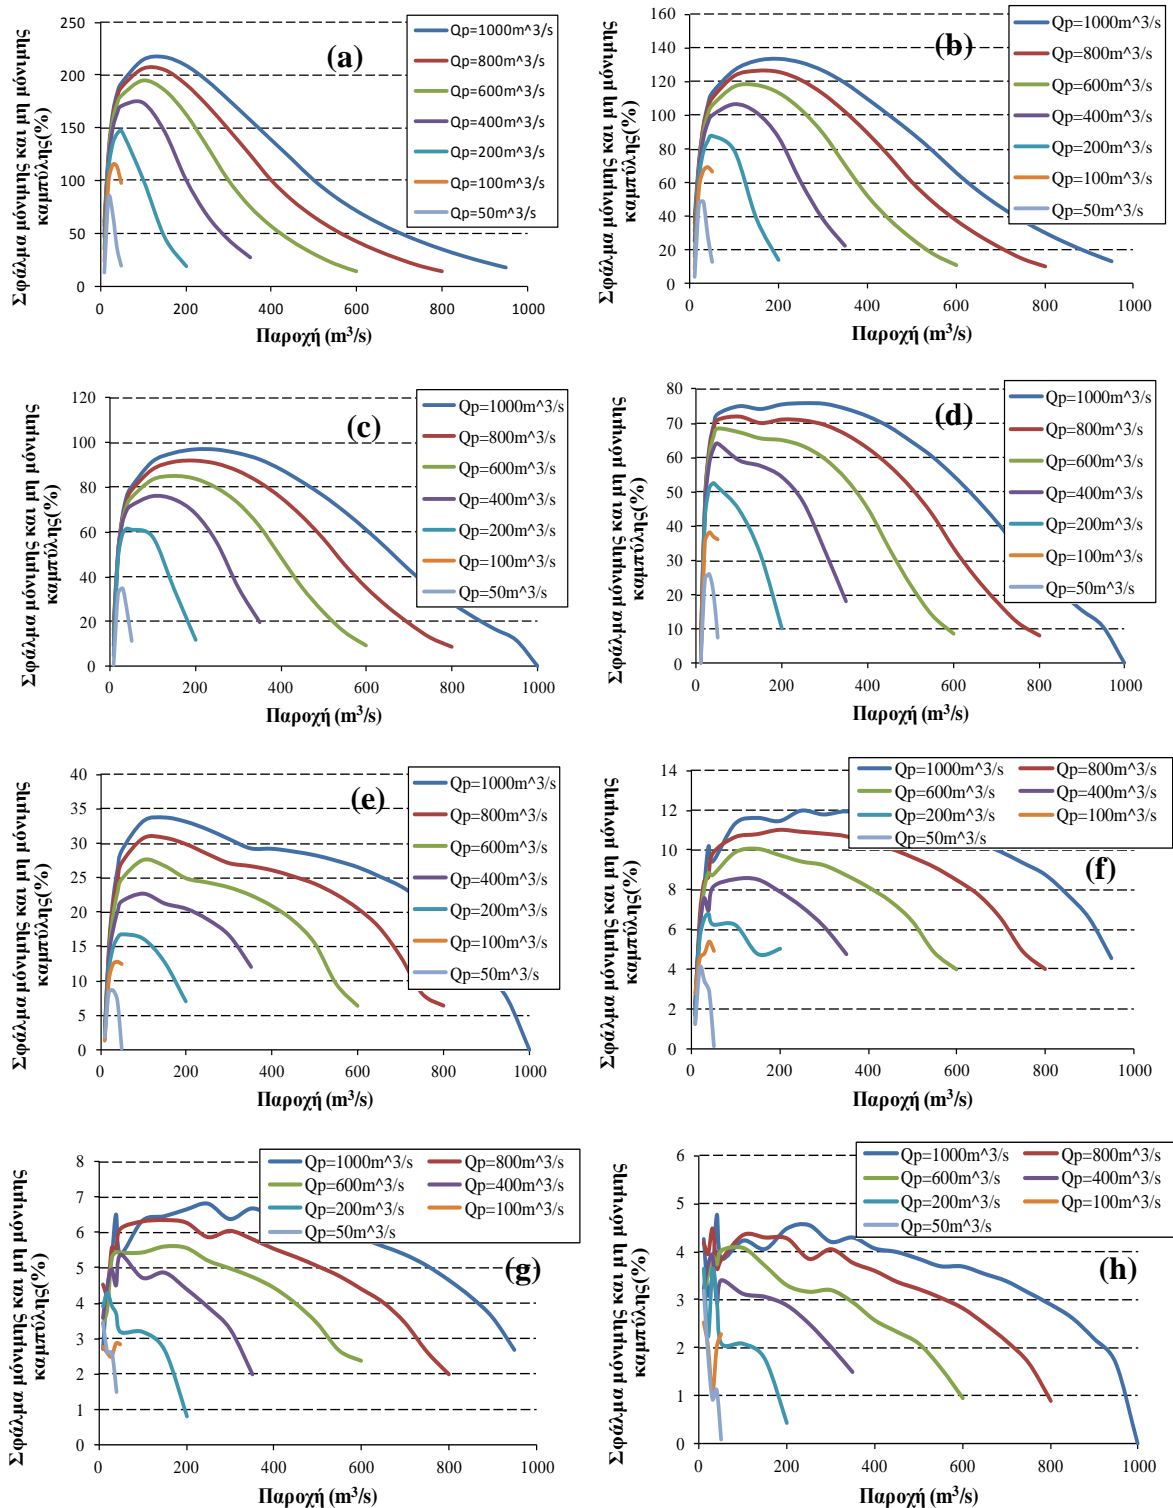 Σφάλμα μόνιμης και μη μόνιμης
καμπύλης(%)
250
200
150
100
50
0
0 200 400 600 800 1000
Παροχή (m³/s)
(a)
Qp=1000m^3/s
Qp=800m^3/s
Qp=600m^3/s
Qp=400m^3/s
Qp=200m^3/s
Qp=100m^3/s
Qp=50m^3/s
Σφάλμα μόνιμης και μη μόνιμης
καμπύλης(%)
160
140
120
100
80
60
40
20
0
0 200 400 600 800 1000
Παροχή (m³/s)
(b)
Qp=1000m^3/s
Qp=800m^3/s
Qp=600m^3/s
Qp=400m^3/s
Qp=200m^3/s
Qp=100m^3/s
Qp=50m^3/s
Σφάλμα μόνιμης και μη μόνιμης
καμπύλης(%)
120
100
80
60
40
20
0
0 200 400 600 800 1000
Παροχή (m³/s)
(c)
Qp=1000m^3/s
Qp=800m^3/s
Qp=600m^3/s
Qp=400m^3/s
Qp=200m^3/s
Qp=100m^3/s
Qp=50m^3/s
Σφάλμα μόνιμης και μη μόνιμης
καμπύλης(%)
80
70
60
50
40
30
20
10
0
0 200 400 600 800 1000
Παροχή (m³/s)
(d)
Qp=1000m^3/s
Qp=800m^3/s
Qp=600m^3/s
Qp=400m^3/s
Qp=200m^3/s
Qp=100m^3/s
Qp=50m^3/s
Σφάλμα μόνιμης και μη μόνιμης
καμπύλης(%)
40
35
30
25
20
15
10
5
0
0 200 400 600 800 1000
Παροχή (m³/s)
(e)
Qp=1000m^3/s
Qp=800m^3/s
Qp=600m^3/s
Qp=400m^3/s
Qp=200m^3/s
Qp=100m^3/s
Qp=50m^3/s
Σφάλμα μόνιμης και μη μόνιμης
καμπύλης(%)
14
12
10
8
6
4
2
0
0 200 400 600 800 1000
Παροχή (m³/s)
(f)
Qp=1000m^3/s Qp=800m^3/s
Qp=600m^3/s Qp=400m^3/s
Qp=200m^3/s Qp=100m^3/s
Qp=50m^3/s
Σφάλμα μόνιμης και μη μόνιμης
καμπύλης(%)
8
7
6
5
4
3
2
1
0
0 200 400 600 800 1000
Παροχή (m³/s)
(g)
Qp=1000m^3/s Qp=800m^3/s
Qp=600m^3/s Qp=400m^3/s
Qp=200m^3/s Qp=100m^3/s
Qp=50m^3/s
Σφάλμα μόνιμης και μη μόνιμης
καμπύλης(%)
6
5
4
3
2
1
0
0 200 400 600 800 1000
Παροχή (m³/s)
(h)
Qp=1000m^3/s Qp=800m^3/s
Qp=600m^3/s Qp=400m^3/s
Qp=200m^3/s Qp=100m^3/s
Qp=50m^3/s